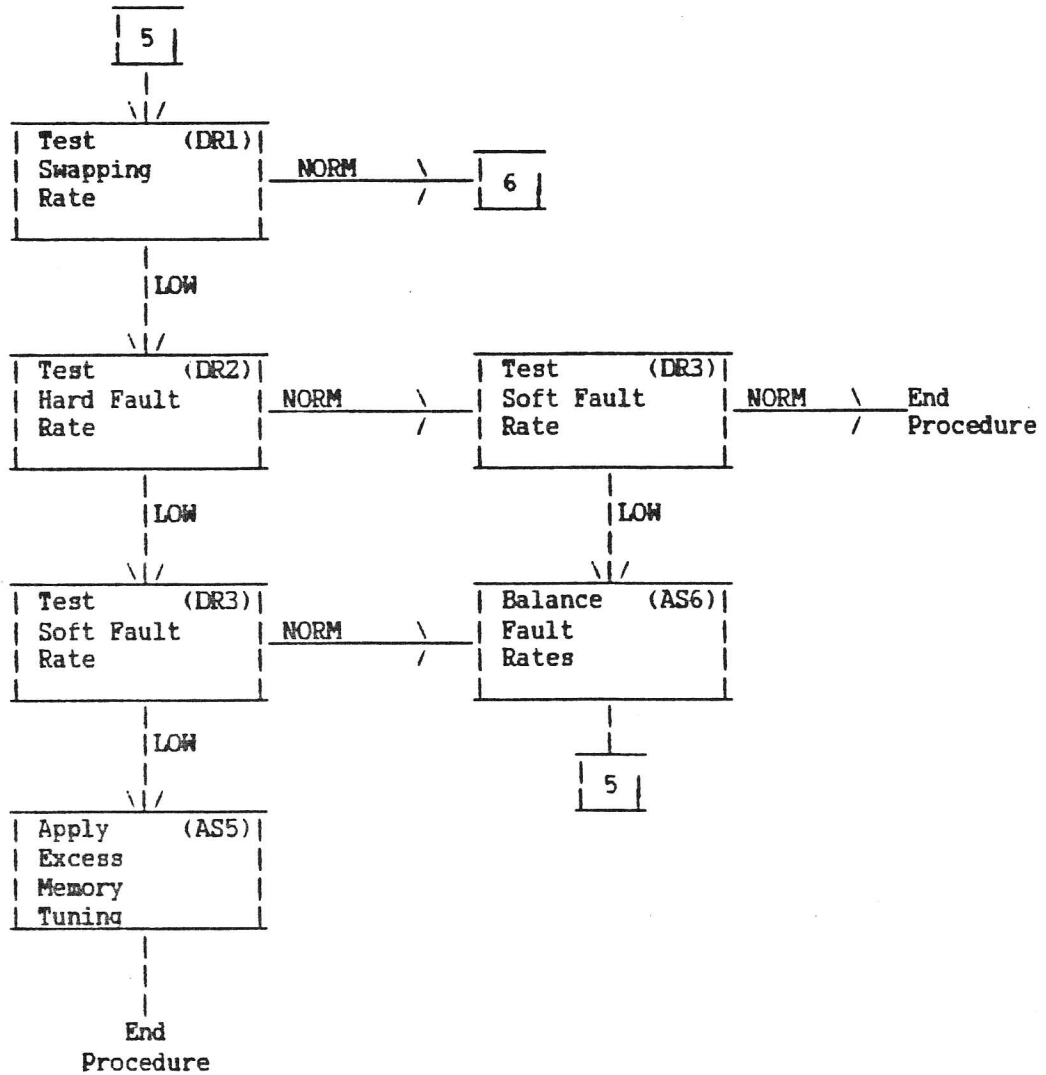 5
Test (DR1)
Swapping
Rate
NORM
6
LOW
Test (DR2)
Hard Fault
Rate
NORM
Test (DR3)
Soft Fault
Rate
NORM
End
Procedure
LOW
LOW
Test (DR3)
Soft Fault
Rate
NORM
Balance (AS6)
Fault
Rates
LOW
5
Apply (AS5)
Excess
Memory
Tuning
End
Procedure